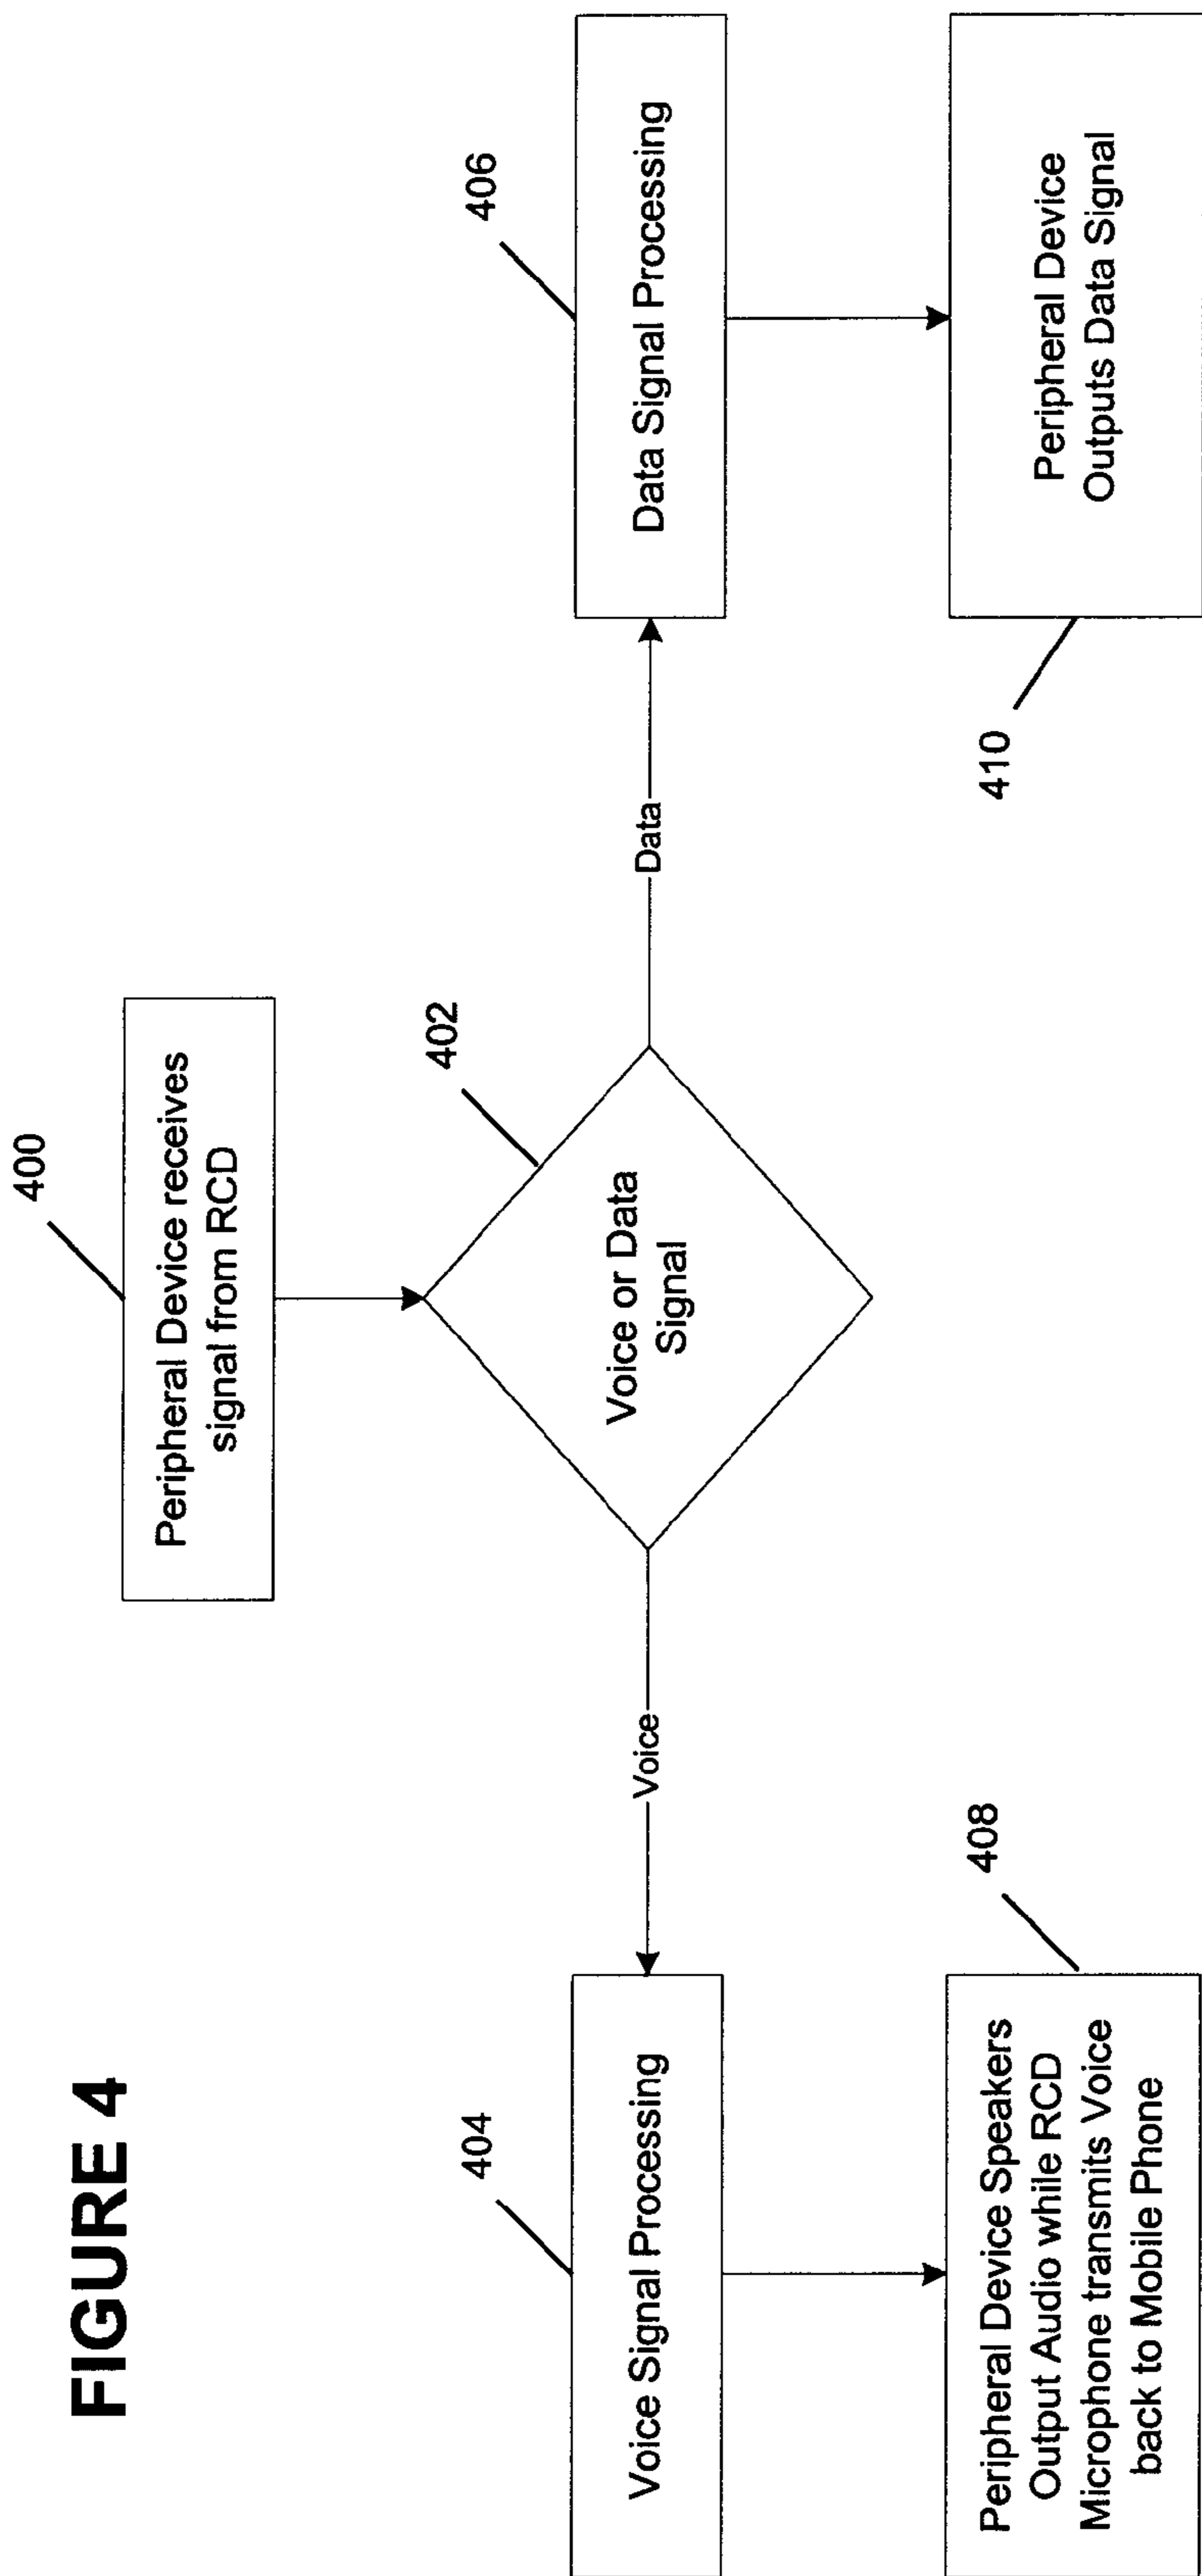 FIGURE 4
400
Peripheral Device receives
signal from RCD
402
Voice or Data
Signal
Voice
Data
404
Voice Signal Processing
406
Data Signal Processing
408
Peripheral Device Speakers
Output Audio while RCD
Microphone transmits Voice
back to Mobile Phone
410
Peripheral Device
Outputs Data Signal